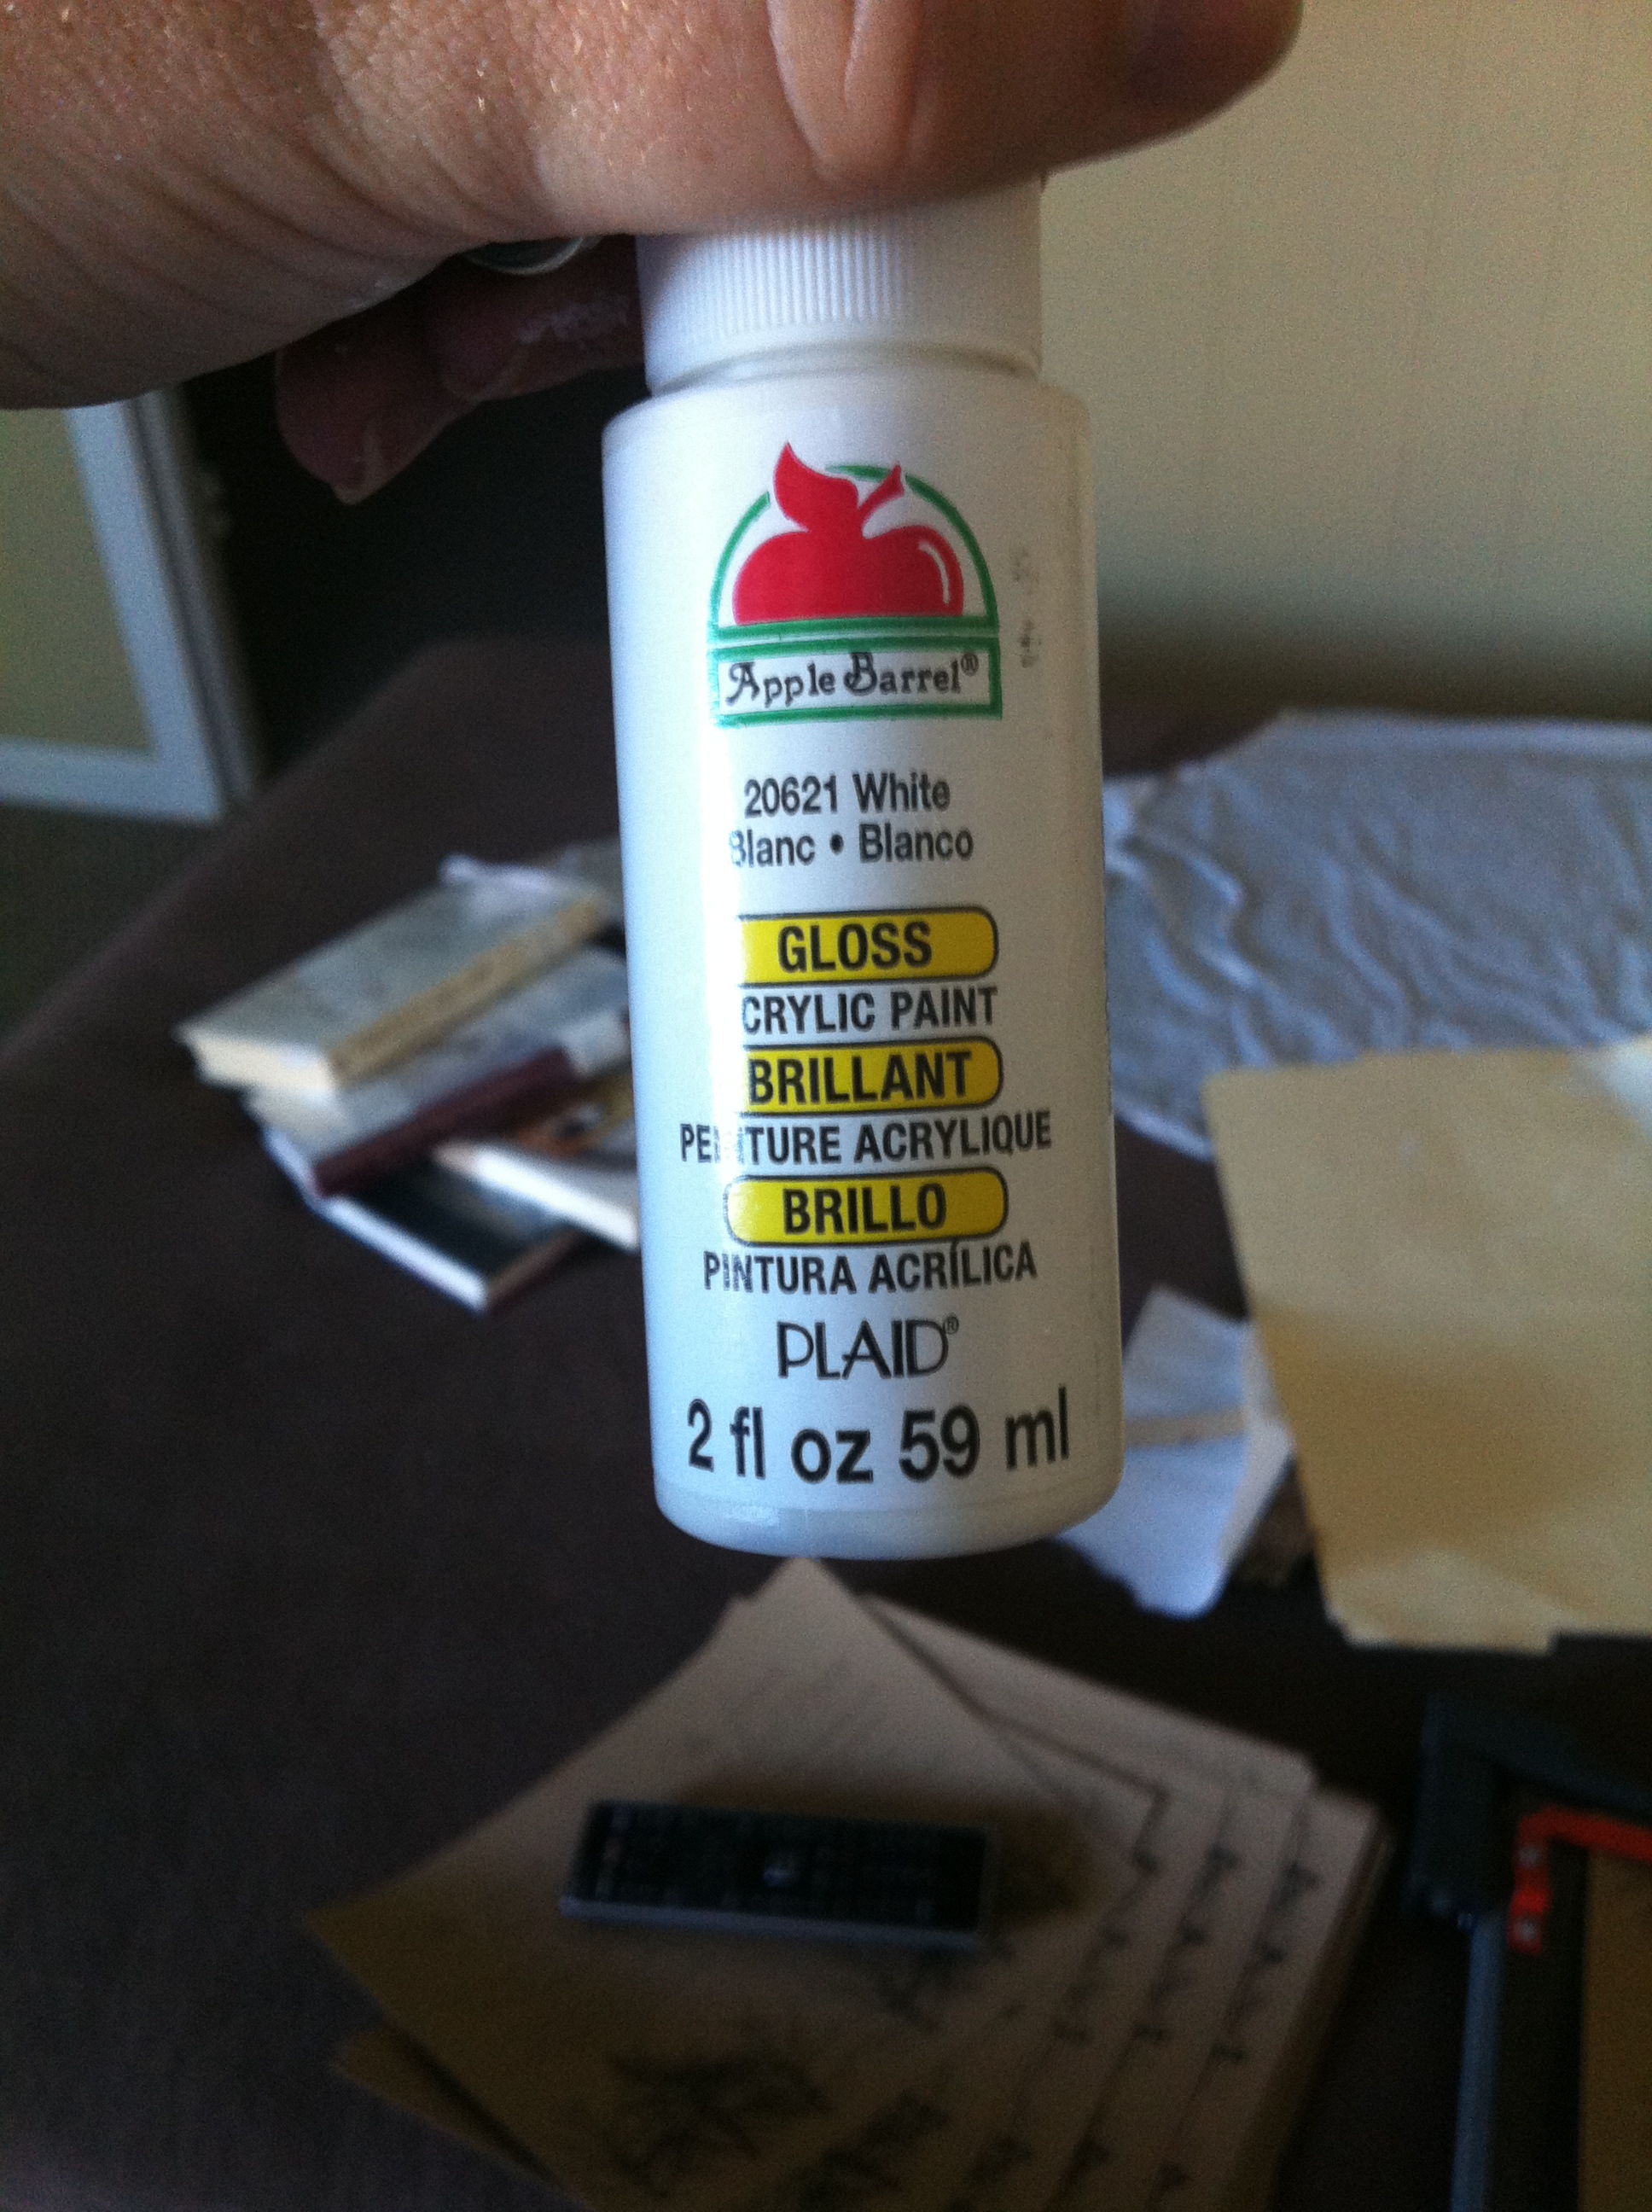 Apple Barrel®
20621 White
Blanc • Blanco
GLOSS
CRYLIC PAINT
BRILLANT
PEINTURE ACRYLIQUE
BRILLO
PINTURA ACRÍLICA
PLAID®
2 fl oz 59 ml